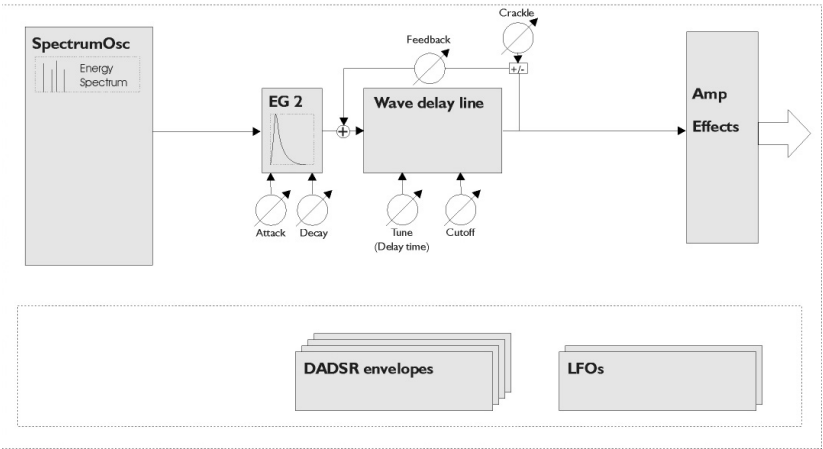 Crackle
Feedback
SpectrumOsc
Energy
Spectrum
+/-
EG 2
Wave delay line
Amp
Effects
+
Attack
Decay
Tune
(Delay time)
Cutoff
DADSR envelopes
LFOs